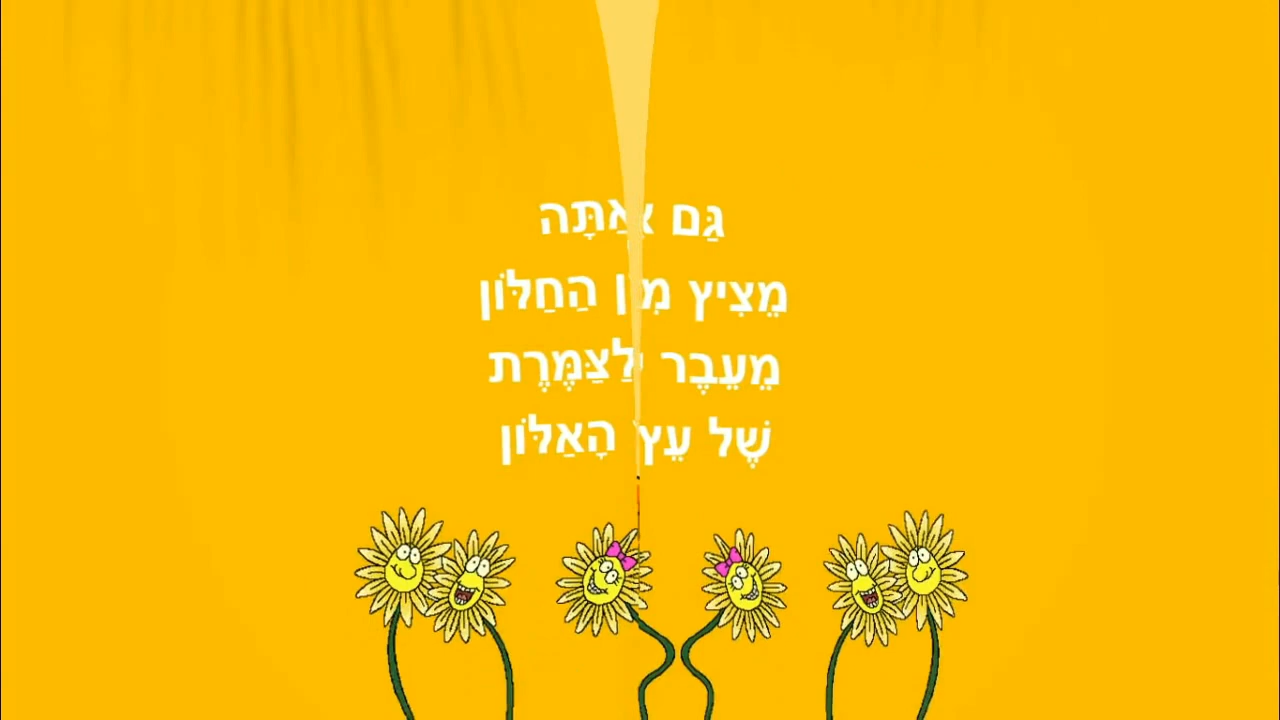 גַּם אַתָּה
מֵצִיץ מִן הַחַלּוֹן
מֵעֵבֶר לַצַּמֶּרֶת
שֶׁל עֵץ הָאַלּוֹן